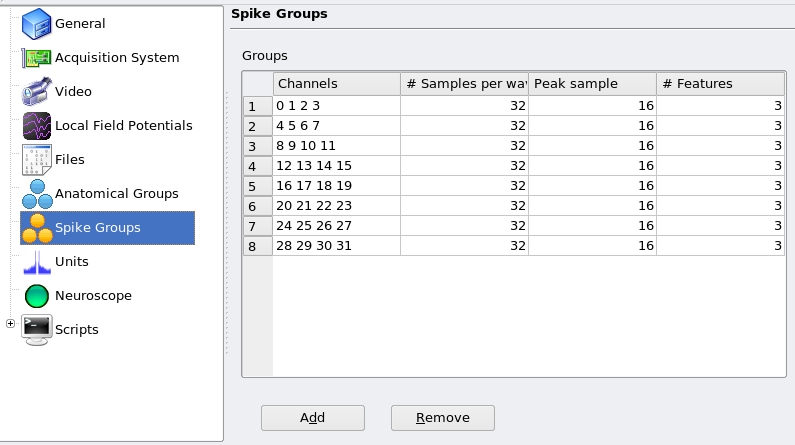 General
Acquisition System
Video
Local Field Potentials
Files
Anatomical Groups
Spike Groups
Units
Neuroscope
Scripts
Spike Groups
Groups
Channels # Samples per wav Peak sample # Features
1 0 1 2 3 32 16 3
2 4 5 6 7 32 16 3
3 8 9 10 11 32 16 3
4 12 13 14 15 32 16 3
5 16 17 18 19 32 16 3
6 20 21 22 23 32 16 3
7 24 25 26 27 32 16 3
8 28 29 30 31 32 16 3
Add Remove